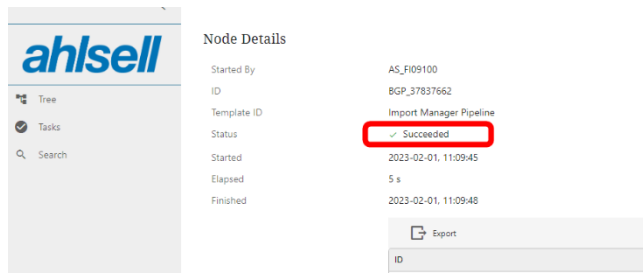 ahlsell
Tree
Tasks
Search
Node Details
Started By AS_FI09100
ID BGP_37837662
Template ID Import Manager Pipeline
Status Succeeded
Started 2023-02-01, 11:09:45
Elapsed 5 s
Finished 2023-02-01, 11:09:48
Export
ID